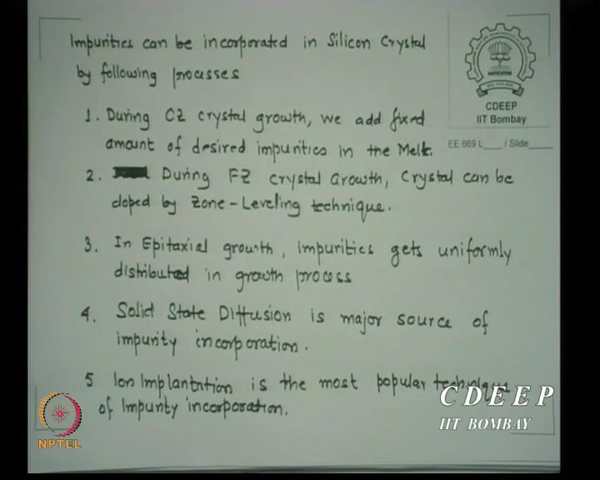 Impurities can be incorporated in Silicon Crystal
by following processes
1. During CZ crystal growth, we add fixed
amount of desired impurities in the Melt.
2. During FZ Crystal Growth, Crystal can be
doped by Zone-Leveling technique.
3. In Epitaxial growth, impurities gets uniformly
distributed in growth process
4. Solid State Diffusion is major source of
impurity incorporation.
5 Ion Implantation is the most popular technique
of Impurity incorporation.
CDEEP
IIT Bombay
EE 669 L____ / Slide____
CDEEP
IIT BOMBAY
NPTEL